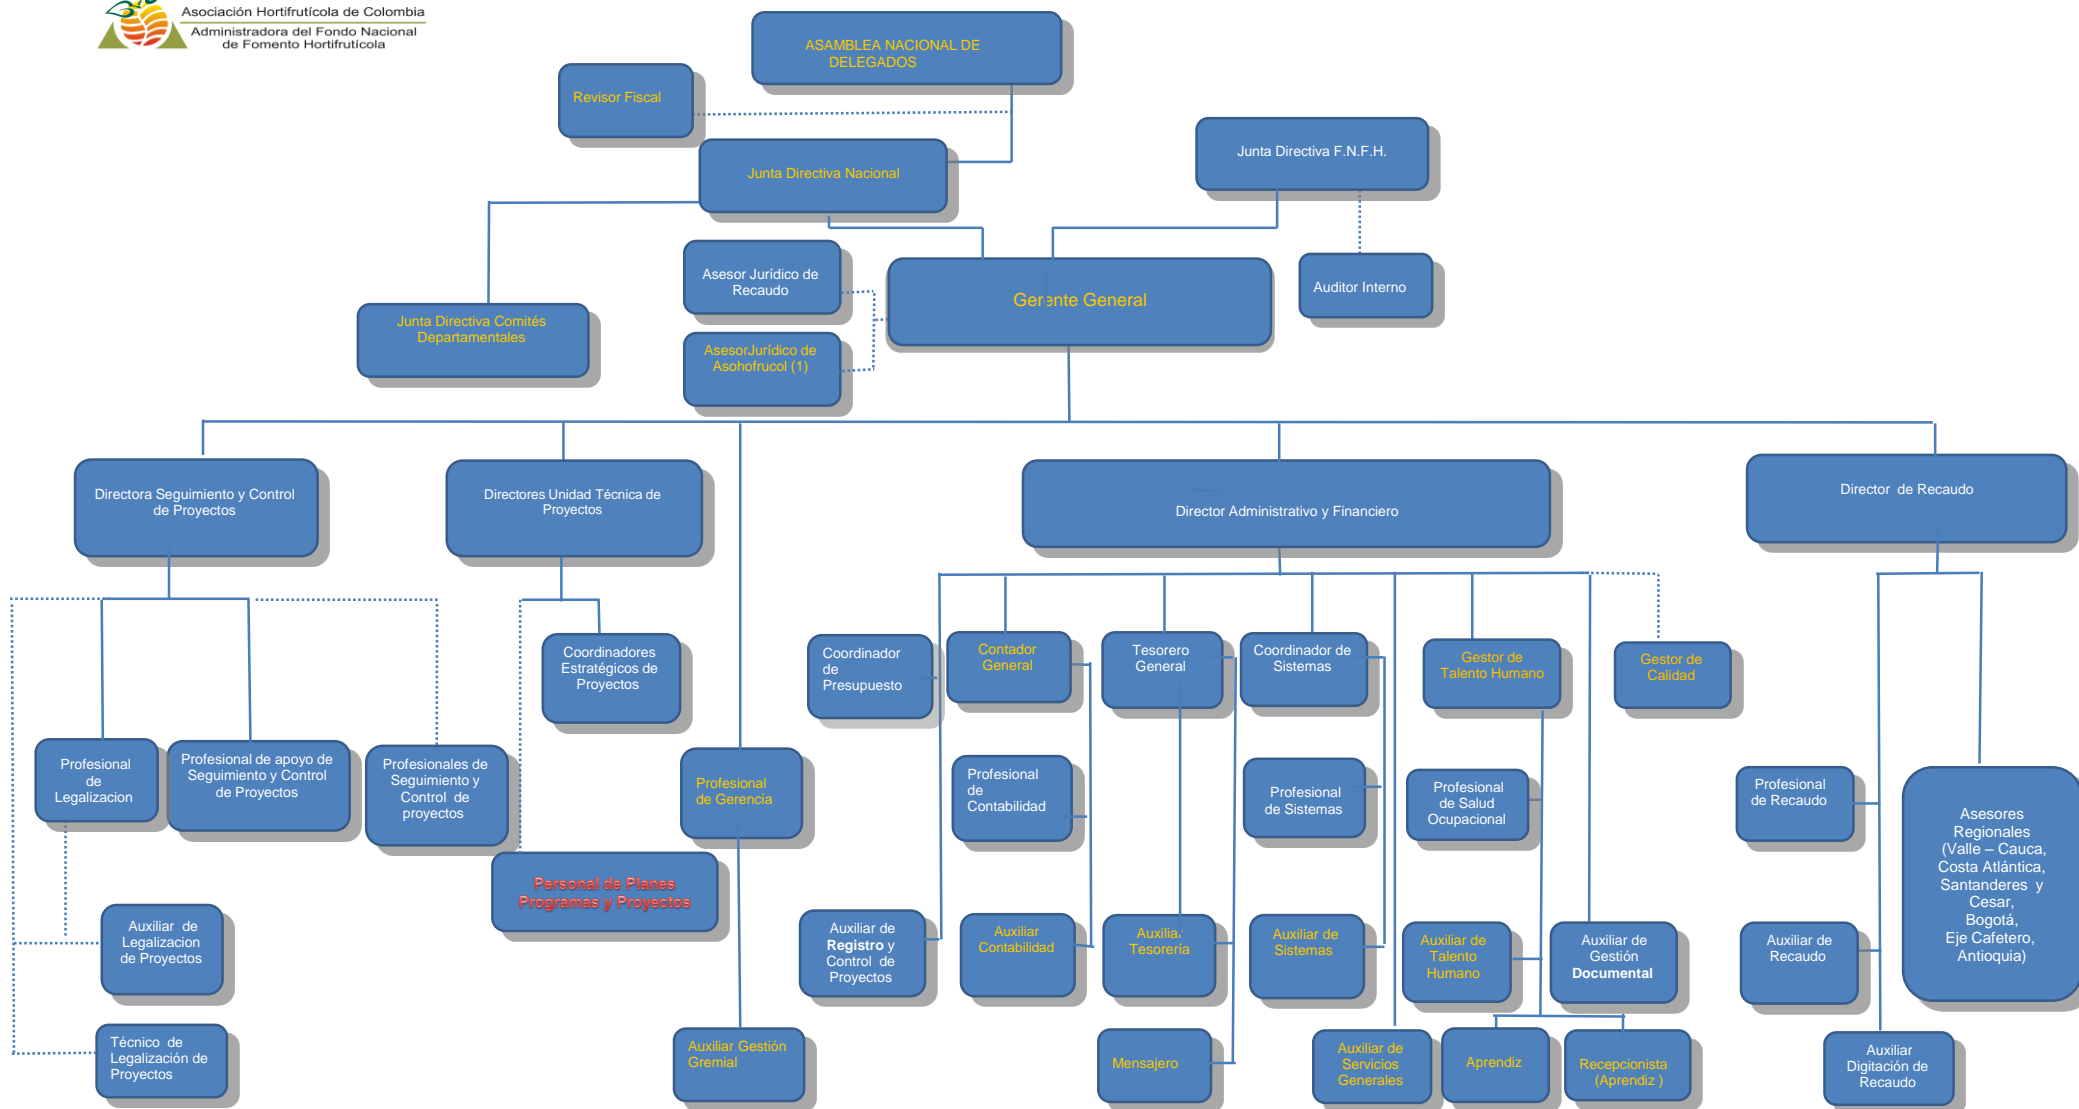 Asociación Hortifrutícola de Colombia
Administradora del Fondo Nacional
de Fomento Hortifrutícola
ASAMBLEA NACIONAL DE
DELEGADOS
Revisor Fiscal
Junta Directiva Nacional
Junta Directiva F.N.F.H.
Asesor Jurídico de
Recaudo
Gerente General
Auditor Interno
Junta Directiva Comités
Departamentales
AsesorJurídico de
Asohofrucol (1)
Directora Seguimiento y Control
de Proyectos
Directores Unidad Técnica de
Proyectos
Director Administrativo y Financiero
Director de Recaudo
Coordinadores
Estratégicos de
Proyectos
Coordinador
de
Presupuesto
Contador
General
Tesorero
General
Coordinador de
Sistemas
Gestor de
Talento Humano
Gestor de
Calidad
Profesional
de
Legalizacion
Profesional de apoyo de
Seguimiento y Control
de Proyectos
Profesionales de
Seguimiento y
Control de
proyectos
Profesional
de Gerencia
Profesional
de
Contabilidad
Profesional
de Sistemas
Profesional
de Salud
Ocupacional
Profesional
de Recaudo
Asesores
Regionales
(Valle – Cauca,
Costa Atlántica,
Santanderes y
Cesar,
Bogotá,
Eje Cafetero,
Antioquia)
Personal de Planes
Programas y Proyectos
Auxiliar de
Legalizacion
de Proyectos
Auxiliar de
Registro y
Control de
Proyectos
Auxiliar
Contabilidad
Auxiliar
Tesorería
Auxiliar de
Sistemas
Auxiliar de
Talento
Humano
Auxiliar de
Gestión
Documental
Auxiliar de
Recaudo
Técnico de
Legalización de
Proyectos
Auxiliar Gestión
Gremial
Mensajero
Auxiliar de
Servicios
Generales
Aprendiz
Recepcionista
(Aprendiz )
Auxiliar
Digitación de
Recaudo